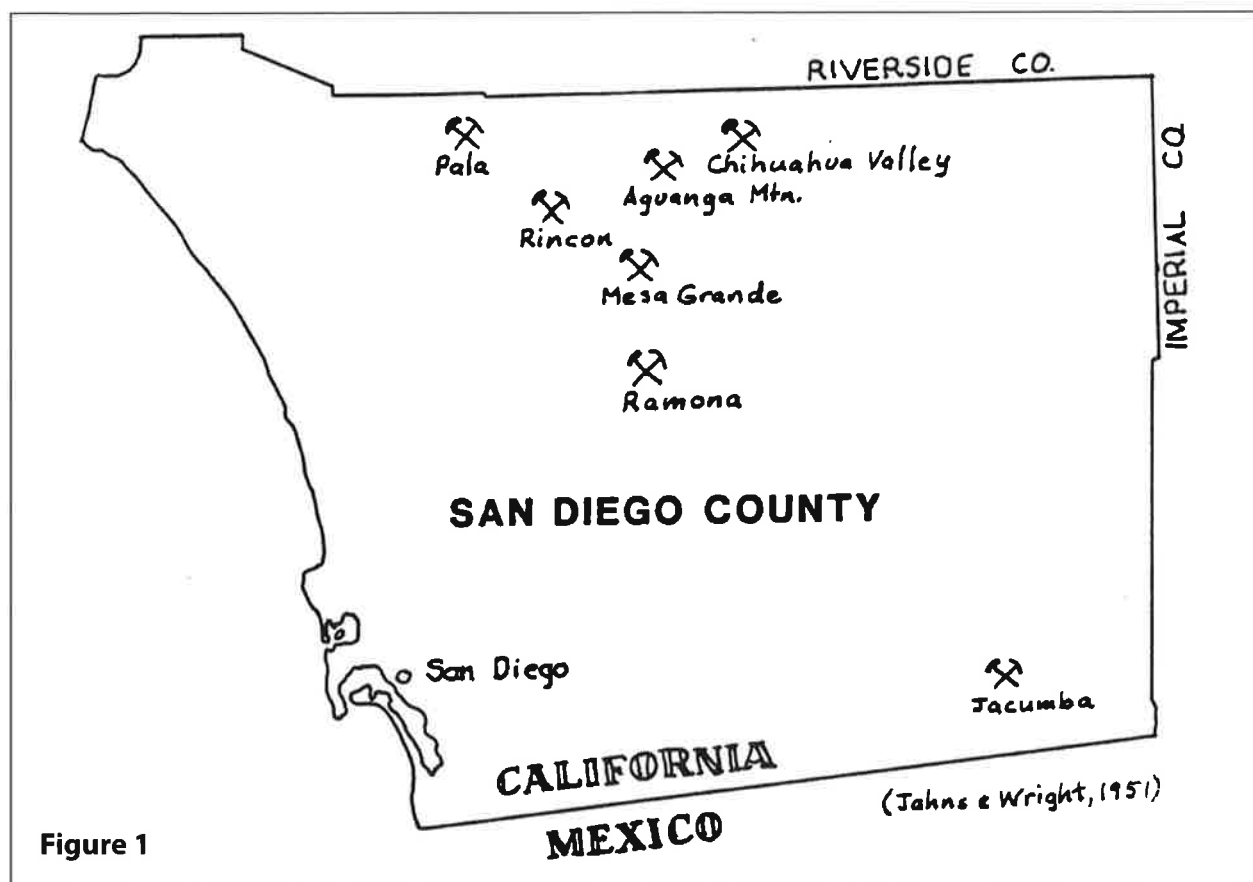 RIVERSIDE CO.
IMPERIAL CO.
Pala
Chihuahua Valley
Aguanga Mtn.
Rincon
Mesa Grande
Ramona
SAN DIEGO COUNTY
San Diego
Jacumba
CALIFORNIA
MEXICO
(Jahns & Wright, 1951)
Figure 1